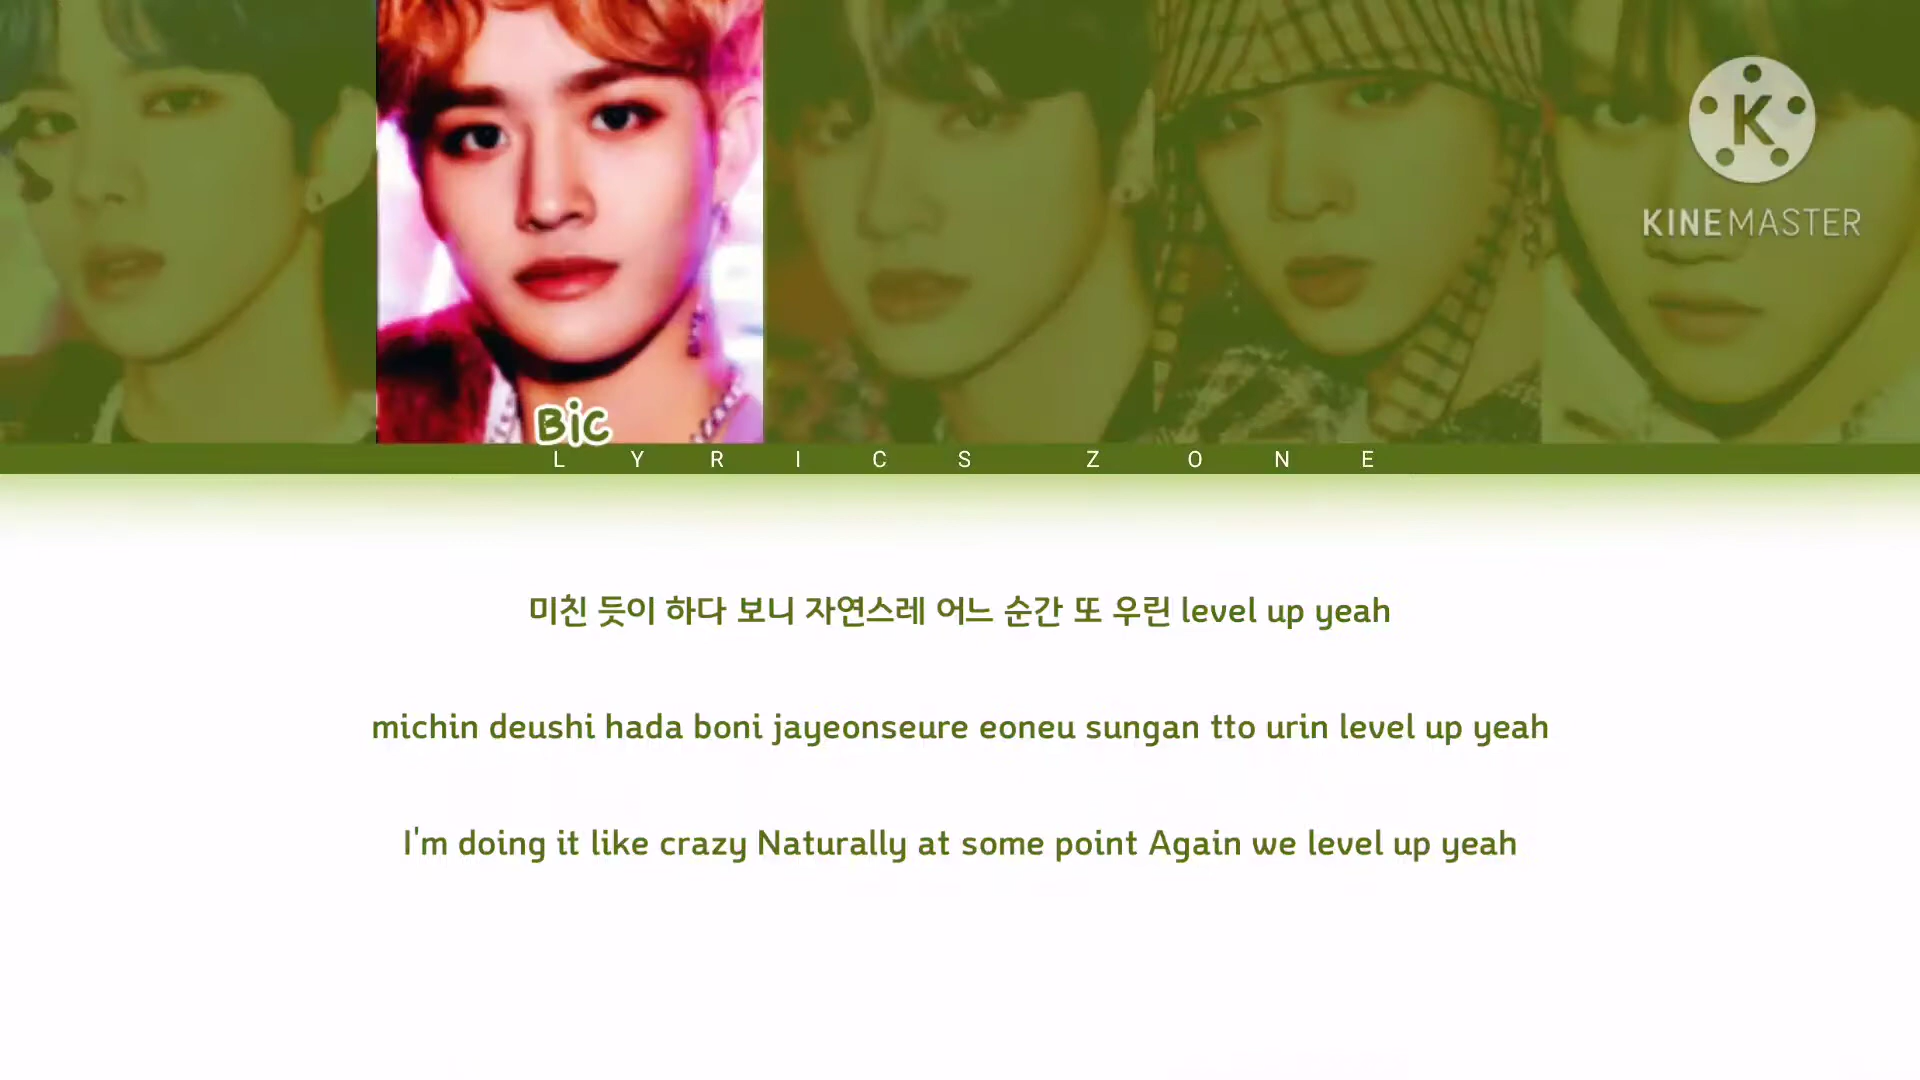 KINEMASTER
Bic
LYRICS ZONE
미친 듯이 하다 보니 자연스레 어느 순간 또 우린 level up yeah
michin deushi hada boni jayeonseure eoneu sungan tto urin level up yeah
I'm doing it like crazy Naturally at some point Again we level up yeah